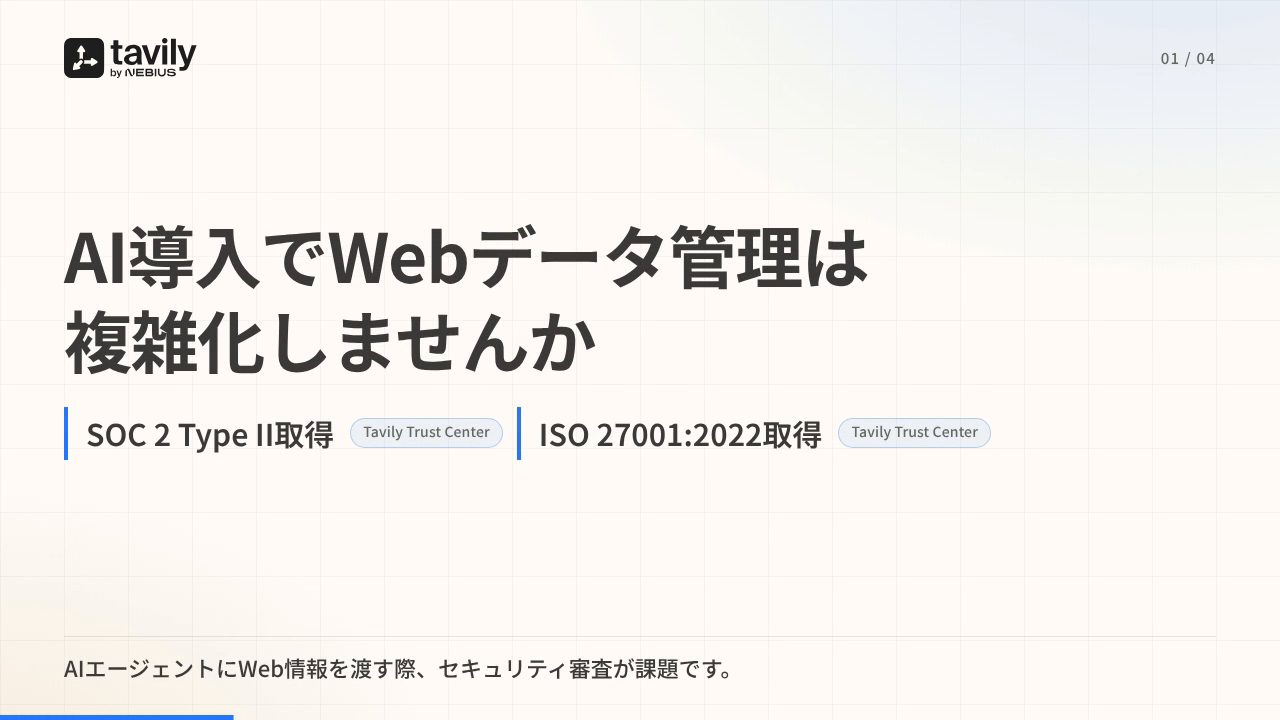 tavily
by NEBIUS
01 / 04
AI導入でWebデータ管理は
複雑化しませんか
SOC 2 Type II取得 Tavily Trust Center ISO 27001:2022取得 Tavily Trust Center
AIエージェントにWeb情報を渡す際、セキュリティ審査が課題です。